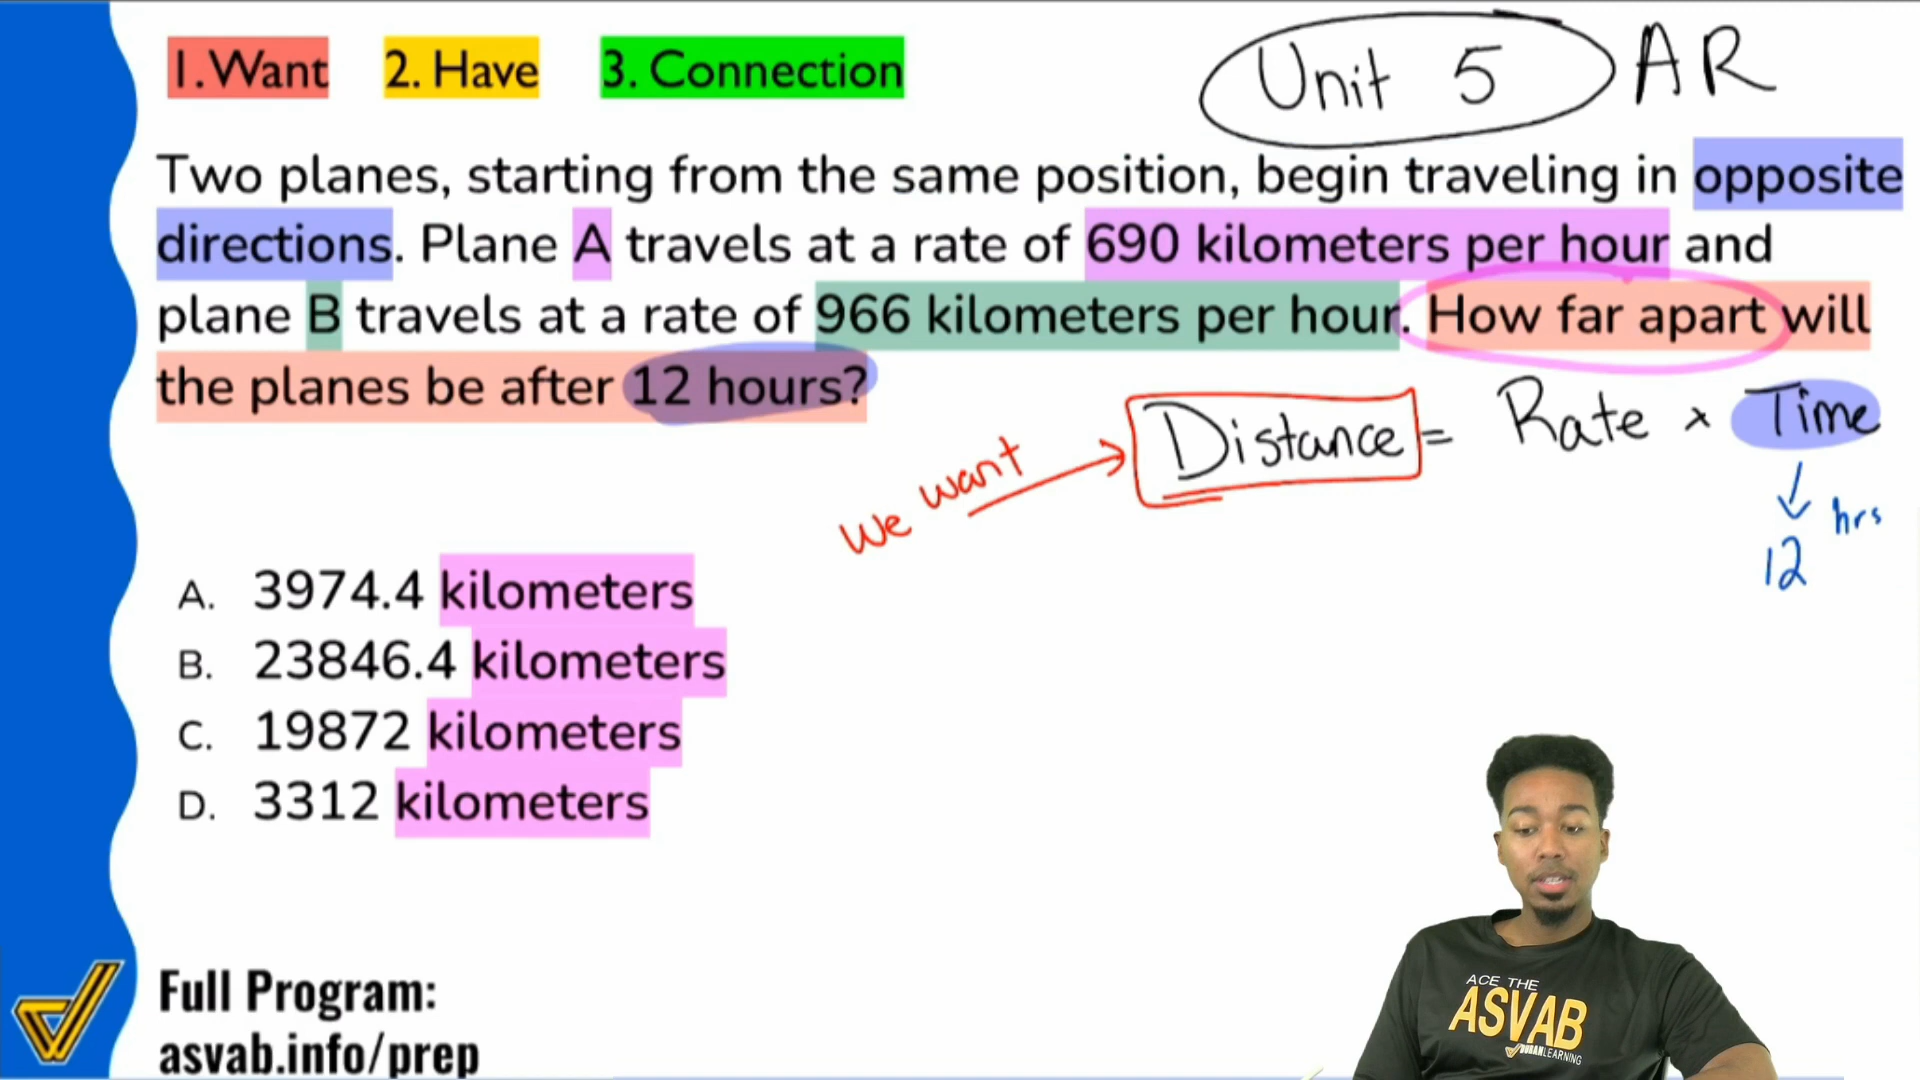 1.Want 2. Have 3. Connection Unit 5 AR
Two planes, starting from the same position, begin traveling in opposite
directions. Plane A travels at a rate of 690 kilometers per hour and
plane B travels at a rate of 966 kilometers per hour. How far apart will
the planes be after 12 hours?
Distance = Rate × Time
We want
hrs
12
A. 3974.4 kilometers
B. 23846.4 kilometers
C. 19872 kilometers
D. 3312 kilometers
ACE THE
ASVAB
DURAN LEARNING
Full Program:
asvab.info/prep